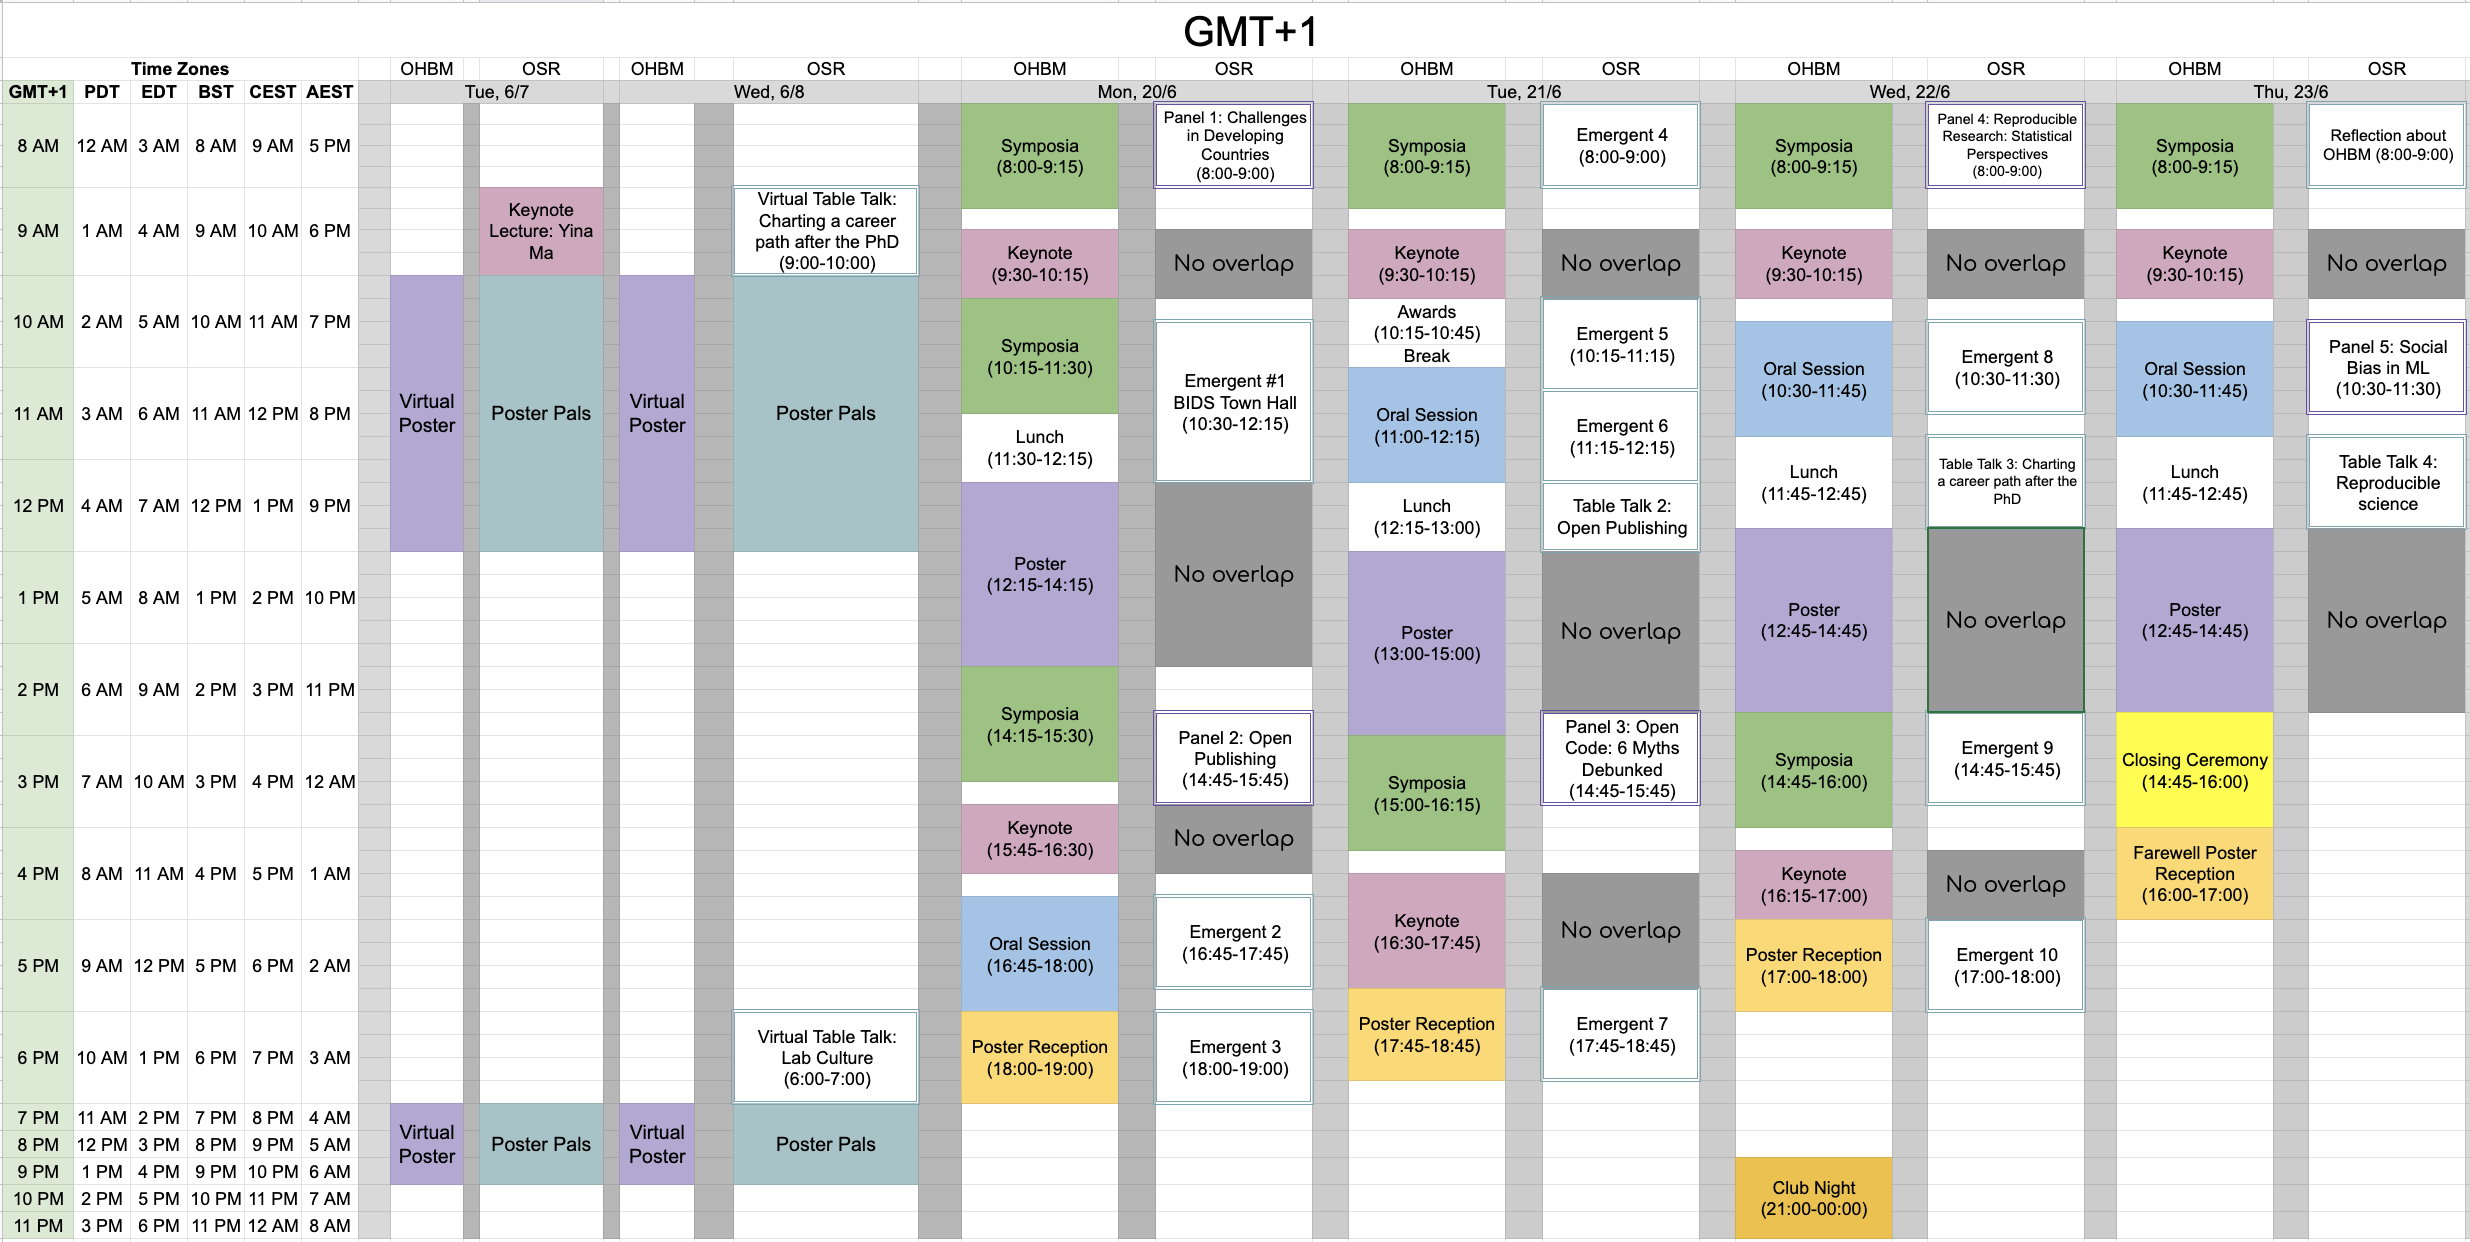 GMT+1
Time Zones OHBM OSR OHBM OSR OHBM OSR OHBM OSR OHBM OSR OHBM OSR
GMT+1 PDT EDT BST CEST AEST Tue, 6/7 Wed, 6/8 Mon, 20/6 Tue, 21/6 Wed, 22/6 Thu, 23/6
8 AM 12 AM 3 AM 8 AM 9 AM 5 PM
9 AM 1 AM 4 AM 9 AM 10 AM 6 PM
10 AM 2 AM 5 AM 10 AM 11 AM 7 PM
11 AM 3 AM 6 AM 11 AM 12 PM 8 PM
12 PM 4 AM 7 AM 12 PM 1 PM 9 PM
1 PM 5 AM 8 AM 1 PM 2 PM 10 PM
2 PM 6 AM 9 AM 2 PM 3 PM 11 PM
3 PM 7 AM 10 AM 3 PM 4 PM 12 AM
4 PM 8 AM 11 AM 4 PM 5 PM 1 AM
5 PM 9 AM 12 PM 5 PM 6 PM 2 AM
6 PM 10 AM 1 PM 6 PM 7 PM 3 AM
7 PM 11 AM 2 PM 7 PM 8 PM 4 AM
8 PM 12 PM 3 PM 8 PM 9 PM 5 AM
9 PM 1 PM 4 PM 9 PM 10 PM 6 AM
10 PM 2 PM 5 PM 10 PM 11 PM 7 AM
11 PM 3 PM 6 PM 11 PM 12 AM 8 AM
Virtual
Poster
Virtual
Poster
Keynote
Lecture: Yina
Ma
Poster Pals
Poster Pals
Virtual
Poster
Virtual
Poster
Virtual Table Talk:
Charting a career
path after the PhD
(9:00-10:00)
Poster Pals
Virtual Table Talk:
Lab Culture
(6:00-7:00)
Poster Pals
Symposia
(8:00-9:15)
Keynote
(9:30-10:15)
Symposia
(10:15-11:30)
Lunch
(11:30-12:15)
Poster
(12:15-14:15)
Symposia
(14:15-15:30)
Keynote
(15:45-16:30)
Oral Session
(16:45-18:00)
Poster Reception
(18:00-19:00)
Panel 1: Challenges
in Developing
Countries
(8:00-9:00)
No overlap
Emergent #1
BIDS Town Hall
(10:30-12:15)
No overlap
Panel 2: Open
Publishing
(14:45-15:45)
No overlap
Emergent 2
(16:45-17:45)
Emergent 3
(18:00-19:00)
Symposia
(8:00-9:15)
Keynote
(9:30-10:15)
Awards
(10:15-10:45)
Break
Oral Session
(11:00-12:15)
Lunch
(12:15-13:00)
Poster
(13:00-15:00)
Symposia
(15:00-16:15)
Keynote
(16:30-17:45)
Poster Reception
(17:45-18:45)
Emergent 4
(8:00-9:00)
No overlap
Emergent 5
(10:15-11:15)
Emergent 6
(11:15-12:15)
Table Talk 2:
Open Publishing
No overlap
Panel 3: Open
Code: 6 Myths
Debunked
(14:45-15:45)
No overlap
Emergent 7
(17:45-18:45)
Symposia
(8:00-9:15)
Keynote
(9:30-10:15)
Oral Session
(10:30-11:45)
Lunch
(11:45-12:45)
Poster
(12:45-14:45)
Symposia
(14:45-16:00)
Keynote
(16:15-17:00)
Poster Reception
(17:00-18:00)
Club Night
(21:00-00:00)
Panel 4: Reproducible
Research: Statistical
Perspectives
(8:00-9:00)
No overlap
Emergent 8
(10:30-11:30)
Table Talk 3: Charting
a career path after the
PhD
No overlap
Emergent 9
(14:45-15:45)
No overlap
Emergent 10
(17:00-18:00)
Symposia
(8:00-9:15)
Keynote
(9:30-10:15)
Oral Session
(10:30-11:45)
Lunch
(11:45-12:45)
Poster
(12:45-14:45)
Closing Ceremony
(14:45-16:00)
Farewell Poster
Reception
(16:00-17:00)
Reflection about
OHBM (8:00-9:00)
No overlap
Panel 5: Social
Bias in ML
(10:30-11:30)
Table Talk 4:
Reproducible
science
No overlap